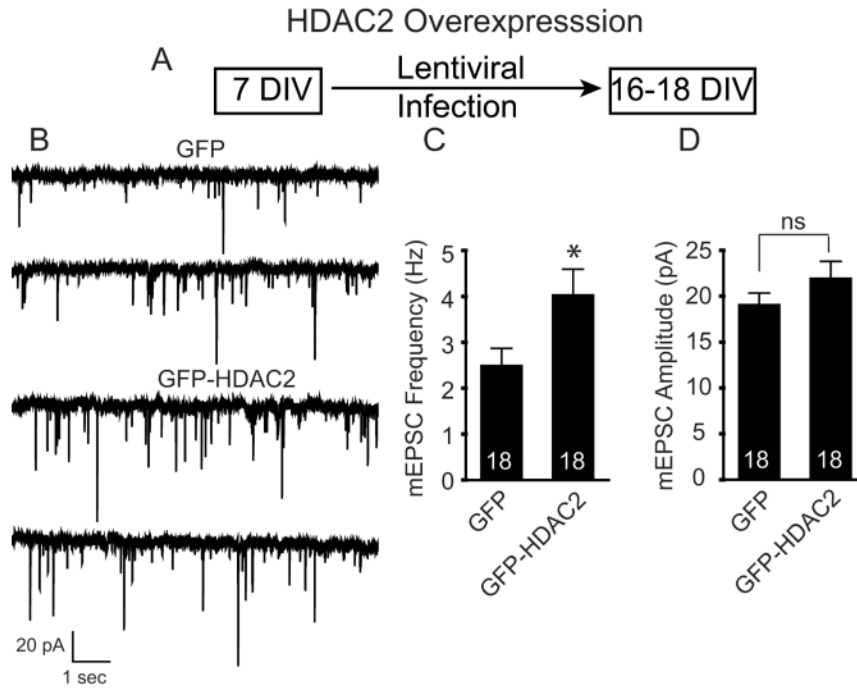 HDAC2 Overexpresssion
A
7 DIV
Lentiviral
Infection
16-18 DIV
B
GFP
GFP-HDAC2
20 pA
1 sec
C
mEPSC Frequency (Hz)
5
4
3
2
1
0
*
18
18
GFP
GFP-HDAC2
D
mEPSC Amplitude (pA)
25
20
15
10
5
0
ns
18
18
GFP
GFP-HDAC2